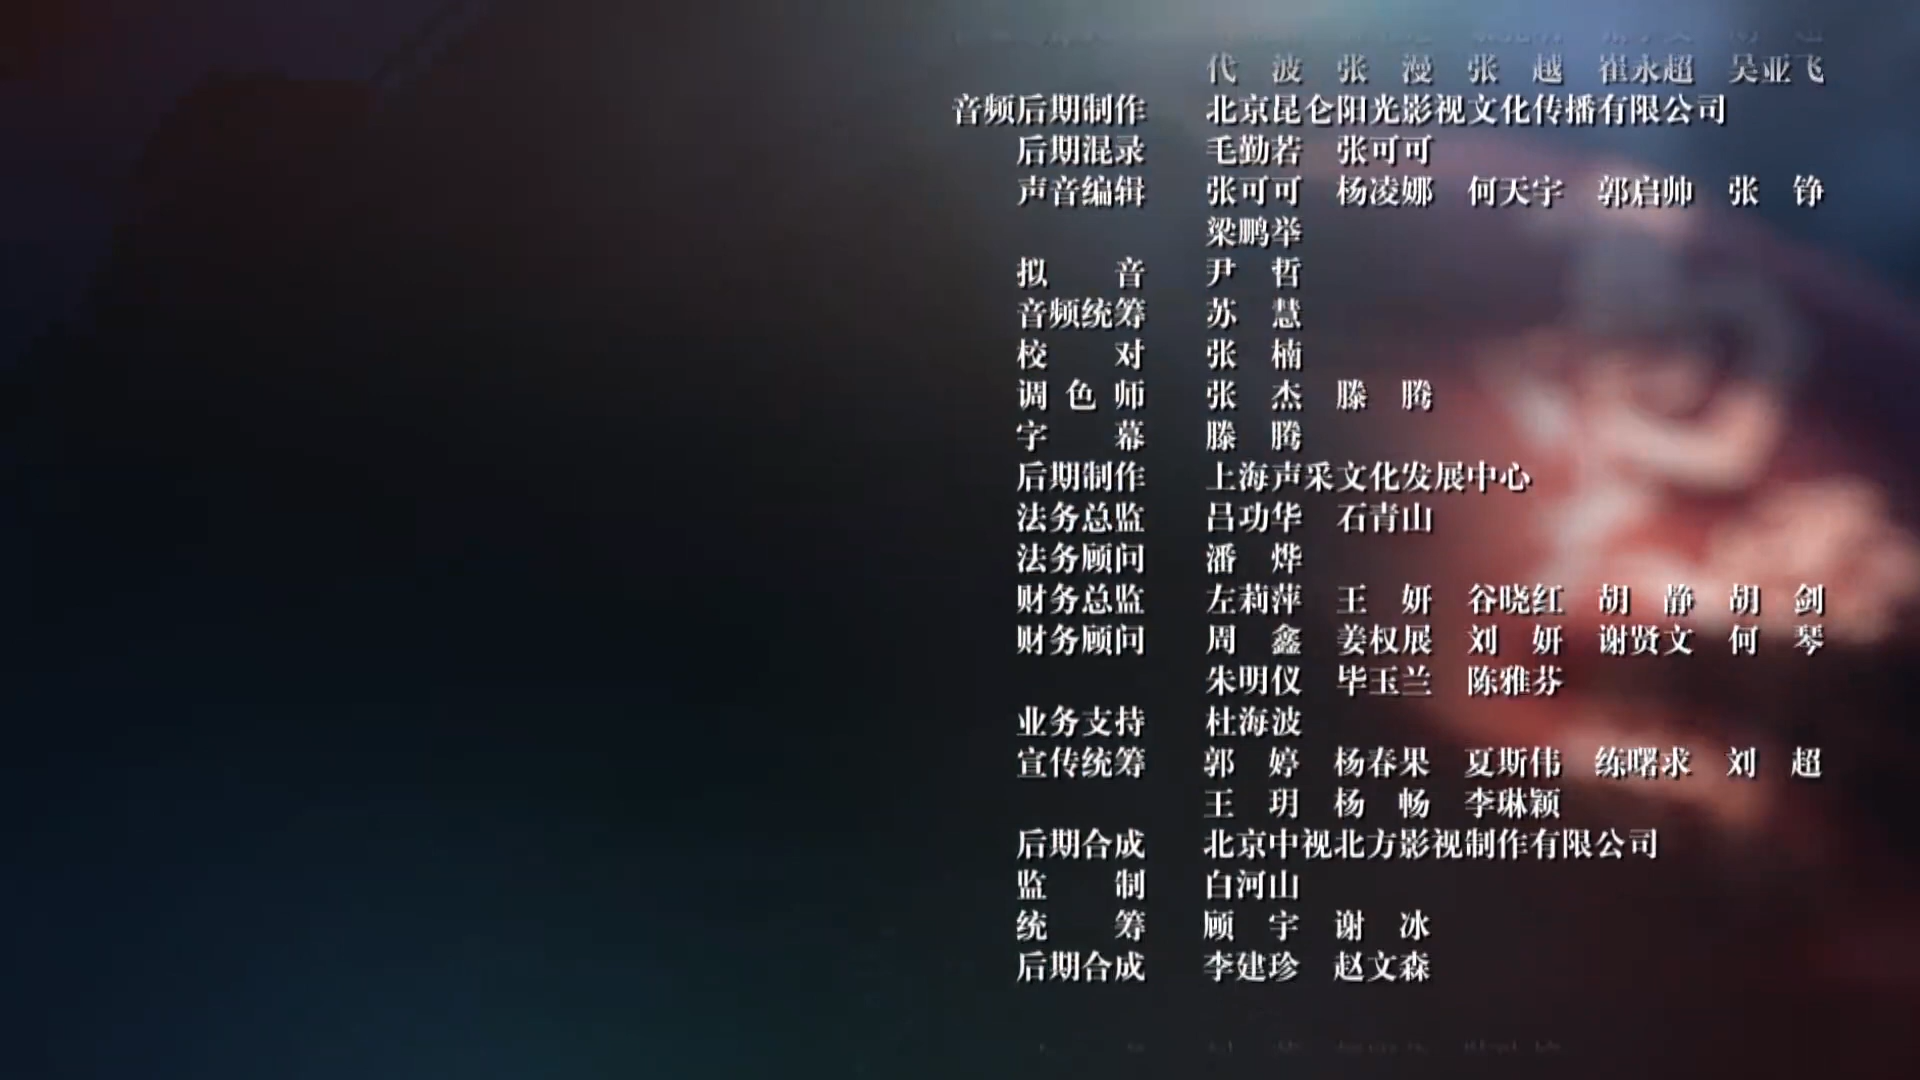 代　波　张　漫　张　越　崔永超　吴亚飞
音频后期制作　北京昆仑阳光影视文化传播有限公司
后期混录　毛勤若　张可可
声音编辑　张可可　杨凌娜　何天宇　郭启帅　张　铮
梁鹏举
拟　音　尹　哲
音频统筹　苏　慧
校　对　张　楠
调色师　张　杰　滕　腾
字　幕　滕　腾
后期制作　上海声采文化发展中心
法务总监　吕功华　石青山
法务顾问　潘　烨
财务总监　左莉萍　王　妍　谷晓红　胡　静　胡　剑
财务顾问　周　鑫　姜权展　刘　妍　谢贤文　何　琴
朱明仪　毕玉兰　陈雅芬
业务支持　杜海波
宣传统筹　郭　婷　杨春果　夏斯伟　练曙求　刘　超
王　玥　杨　畅　李琳颖
后期合成　北京中视北方影视制作有限公司
监　制　白河山
统　筹　顾　宇　谢　冰
后期合成　李建珍　赵文森